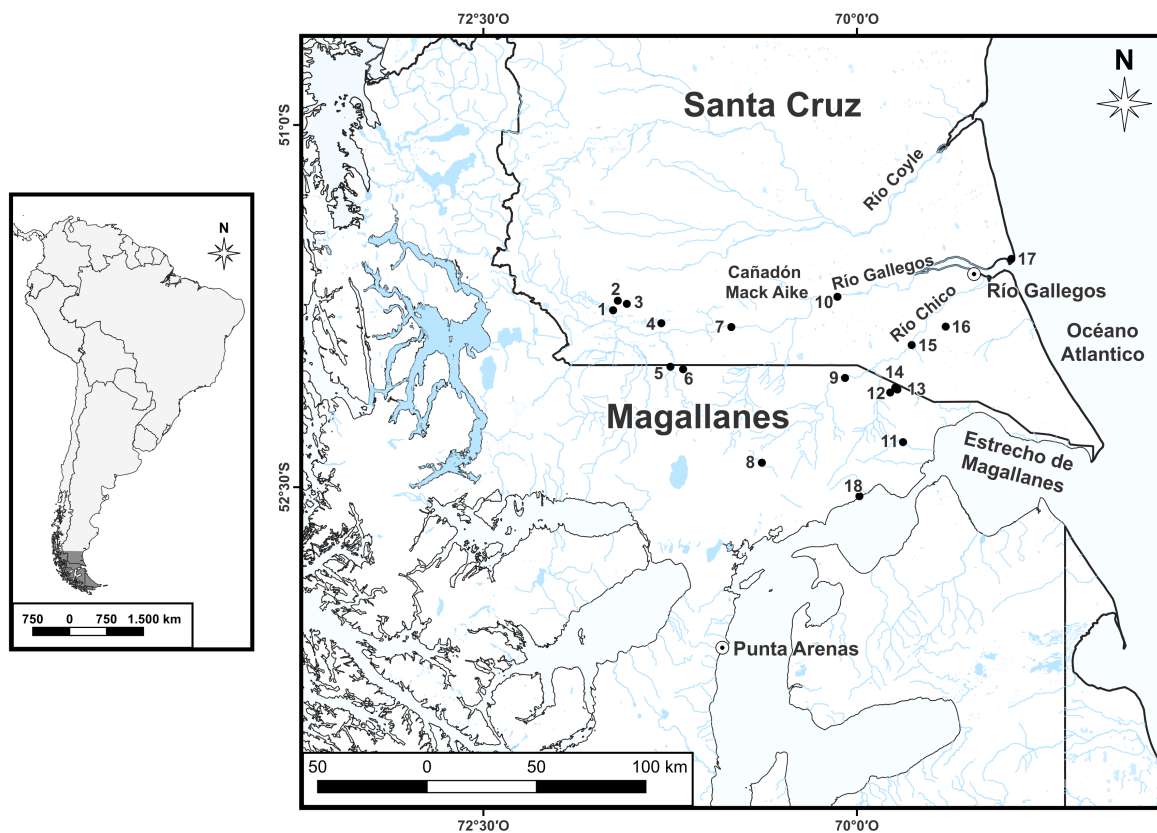 72°30'O
70°O
N
Santa Cruz
51°0'S
Río Coyle
N
17
Cañadón
Mack Aike
Río Gallegos
2
3
1
10
Río Gallegos
4
7
Río Chico
16
Océano
Atlantico
15
5
6
9
14
13
12
Magallanes
11
Estrecho de
Magallanes
8
52°30'S
18
750 0 750 1.500 km
Punta Arenas
50 0 50 100 km
72°30'O
70°O